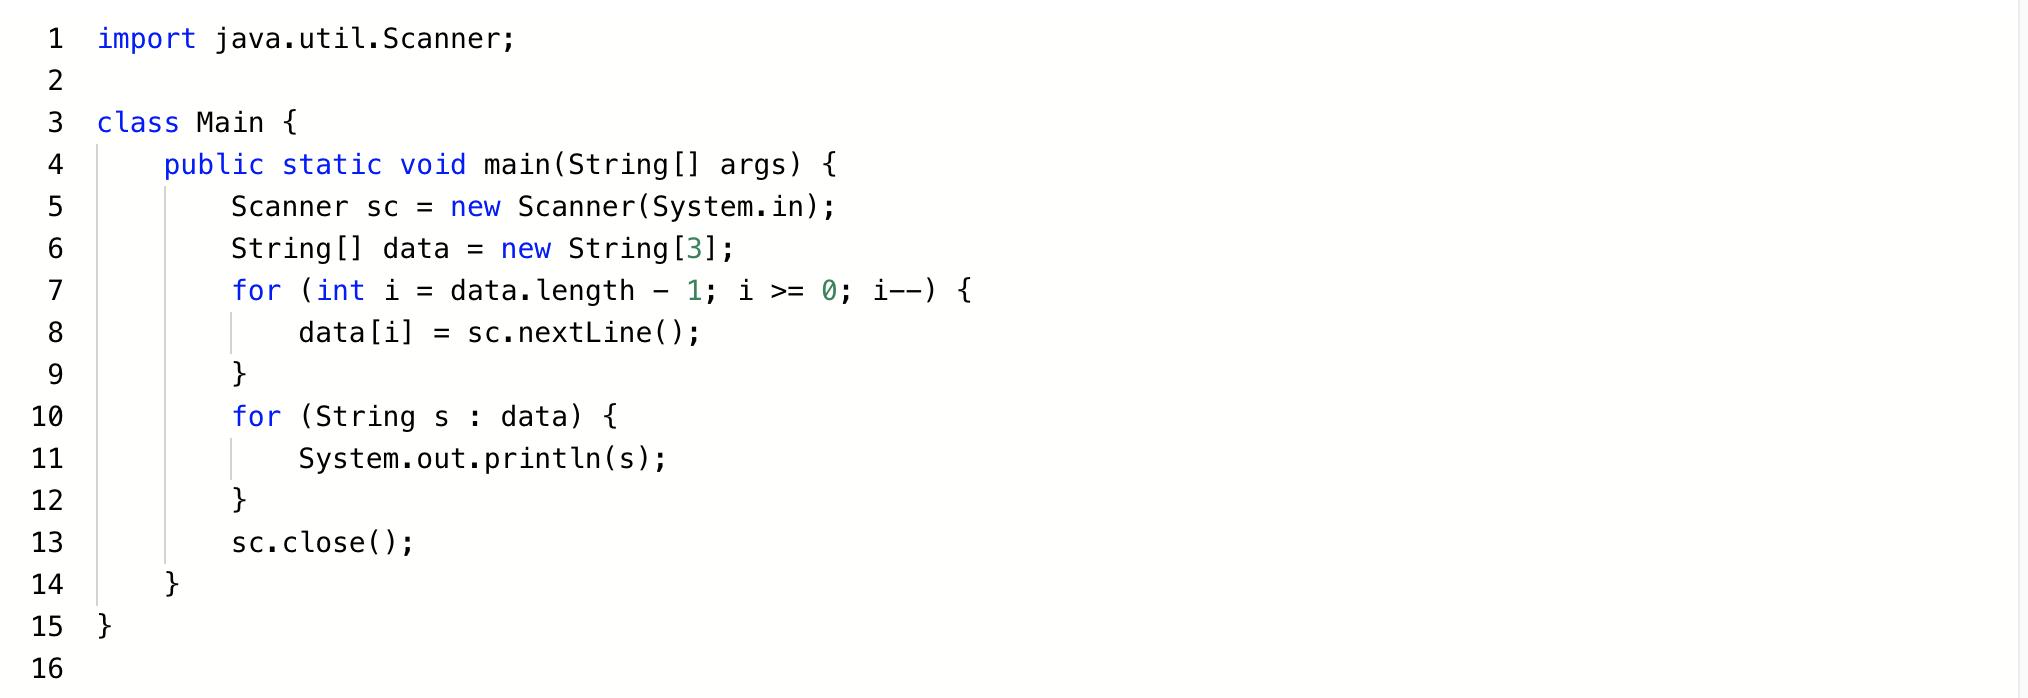 1 import java.util.Scanner;
2
3 class Main {
4     public static void main(String[] args) {
5         Scanner sc = new Scanner(System.in);
6         String[] data = new String[3];
7         for (int i = data.length - 1; i >= 0; i--) {
8             data[i] = sc.nextLine();
9         }
10         for (String s : data) {
11             System.out.println(s);
12         }
13         sc.close();
14     }
15 }
16